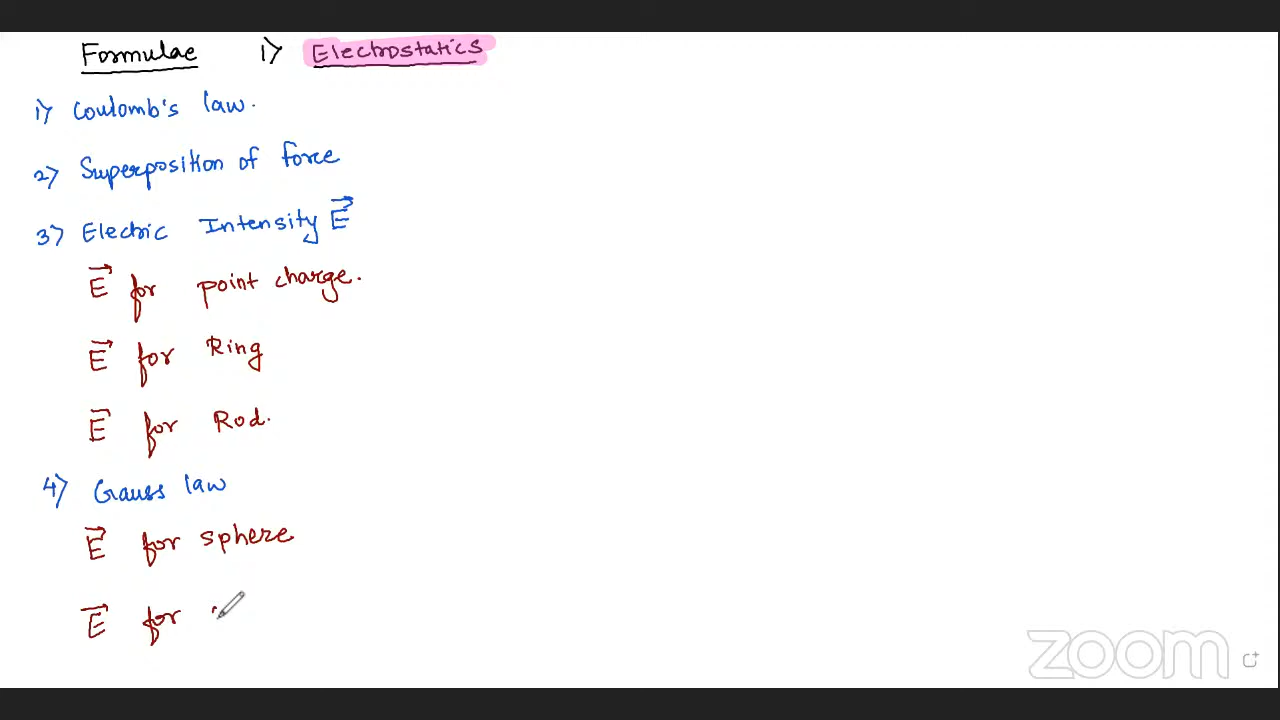 Formulae 1) Electrostatics
1) Coulomb's law.
2) Superposition of force
3) Electric Intensity E
E for point charge.
E for Ring
E for Rod.
4) Gauss law
E for sphere
E for
zoom